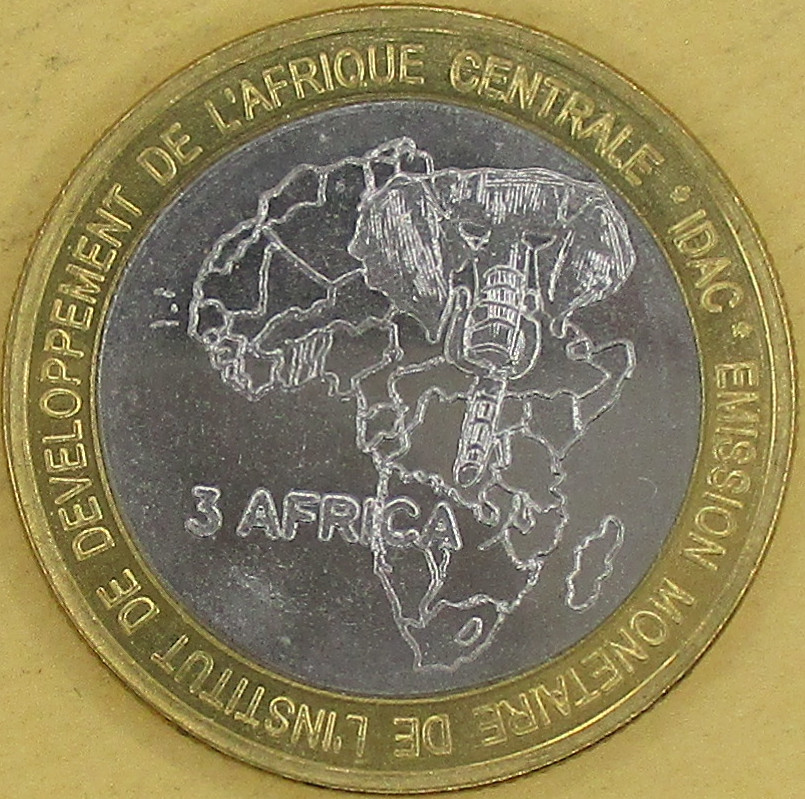 EMISSION MONETAIRE DE L'INSTITUT DE DEVELOPPEMENT DE L'AFRIQUE CENTRALE • IDAC •
3 AFRICA